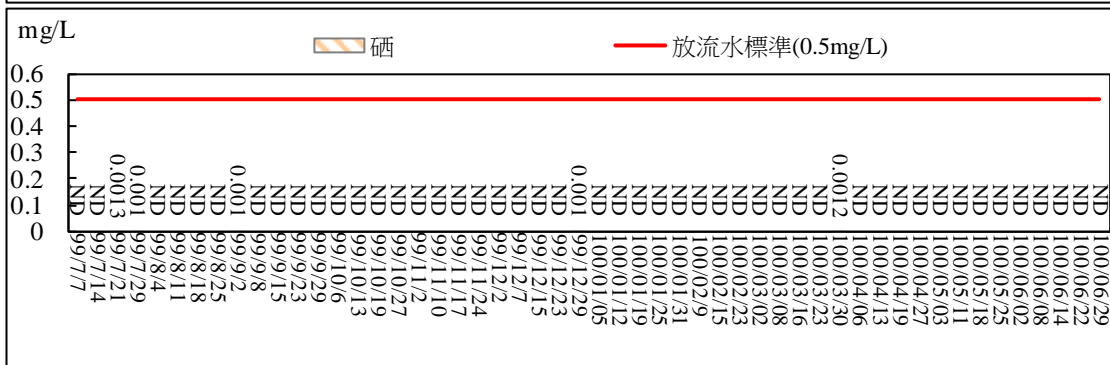 mg/L
硒
放流水標準(0.5mg/L)
0.6
0.5
0.4
0.3
0.2
0.1
0
ND ND 0.0013 0.001 ND ND ND ND 0.001 ND ND ND ND ND ND ND ND ND ND ND ND ND ND ND ND 0.001 ND ND ND ND ND ND ND ND ND ND ND ND 0.0012 ND ND ND ND ND ND ND ND ND ND ND ND ND
99/7/7 99/7/14 99/7/21 99/7/29 99/8/4 99/8/11 99/8/18 99/8/25 99/9/2 99/9/8 99/9/15 99/9/23 99/9/29 99/10/6 99/10/13 99/10/19 99/10/27 99/11/2 99/11/10 99/11/17 99/11/24 99/12/2 99/12/7 99/12/15 99/12/23 99/12/29 100/01/05 100/01/12 100/01/19 100/01/25 100/01/31 100/02/9 100/02/15 100/02/23 100/03/02 100/03/08 100/03/16 100/03/23 100/03/30 100/04/06 100/04/13 100/04/19 100/04/27 100/05/03 100/05/11 100/05/18 100/05/25 100/06/02 100/06/08 100/06/14 100/06/22 100/06/29